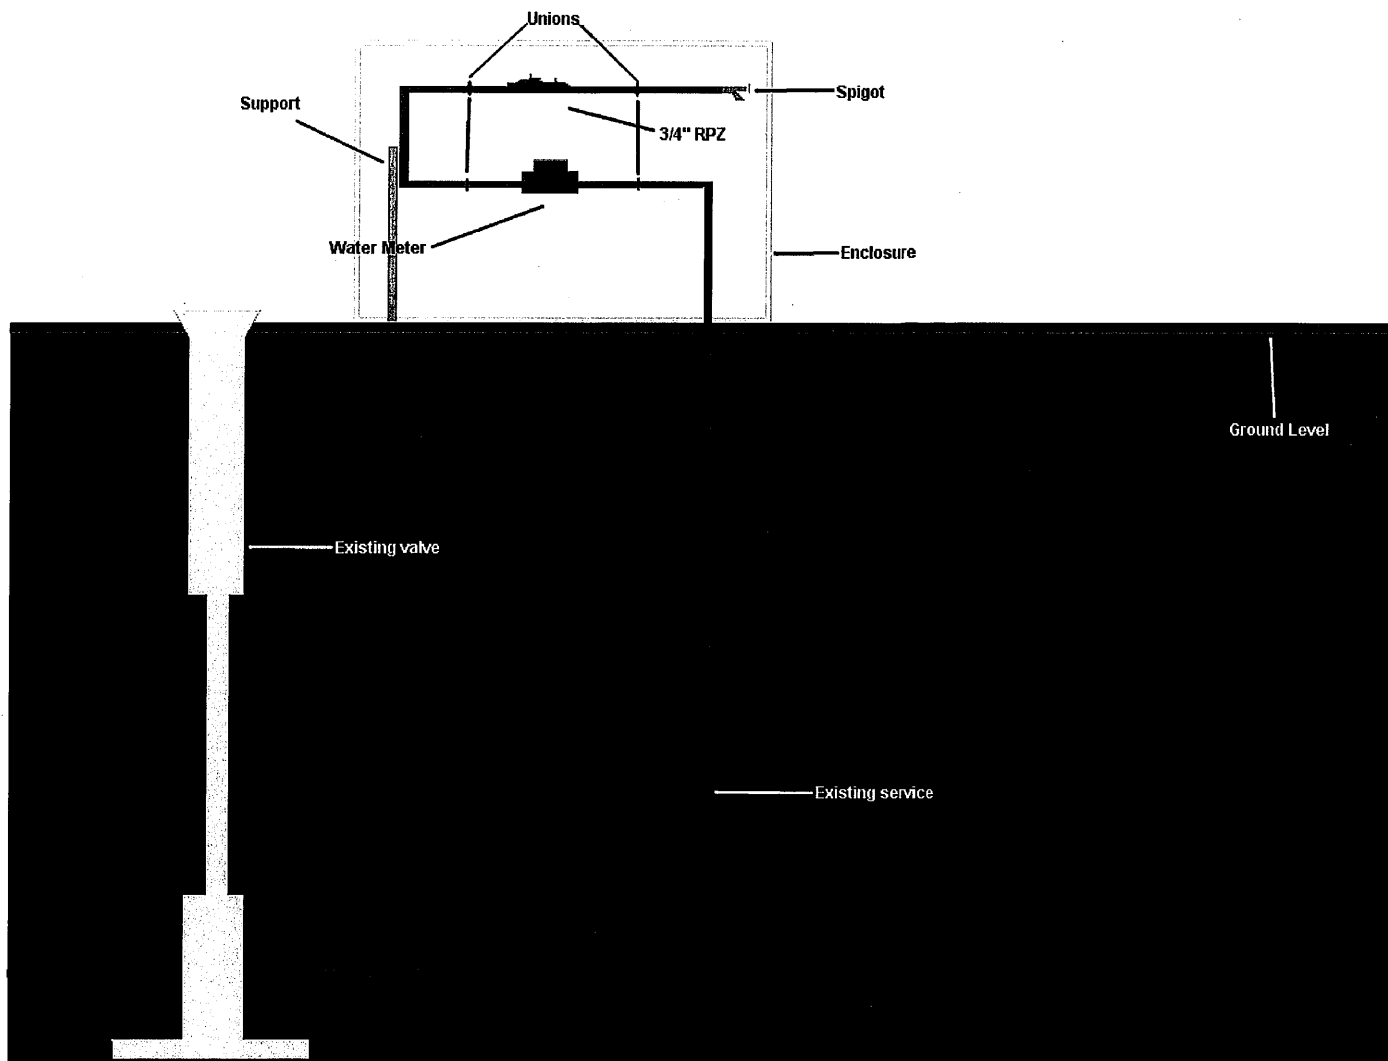 Unions
Support
Spigot
3/4" RPZ
Water Meter
Enclosure
Ground Level
Existing valve
Existing service